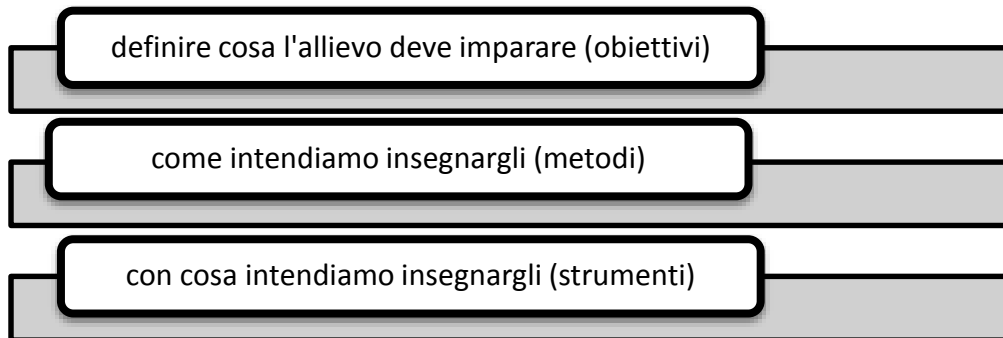 definire cosa l'allievo deve imparare (obiettivi)
come intendiamo insegnargli (metodi)
con cosa intendiamo insegnargli (strumenti)